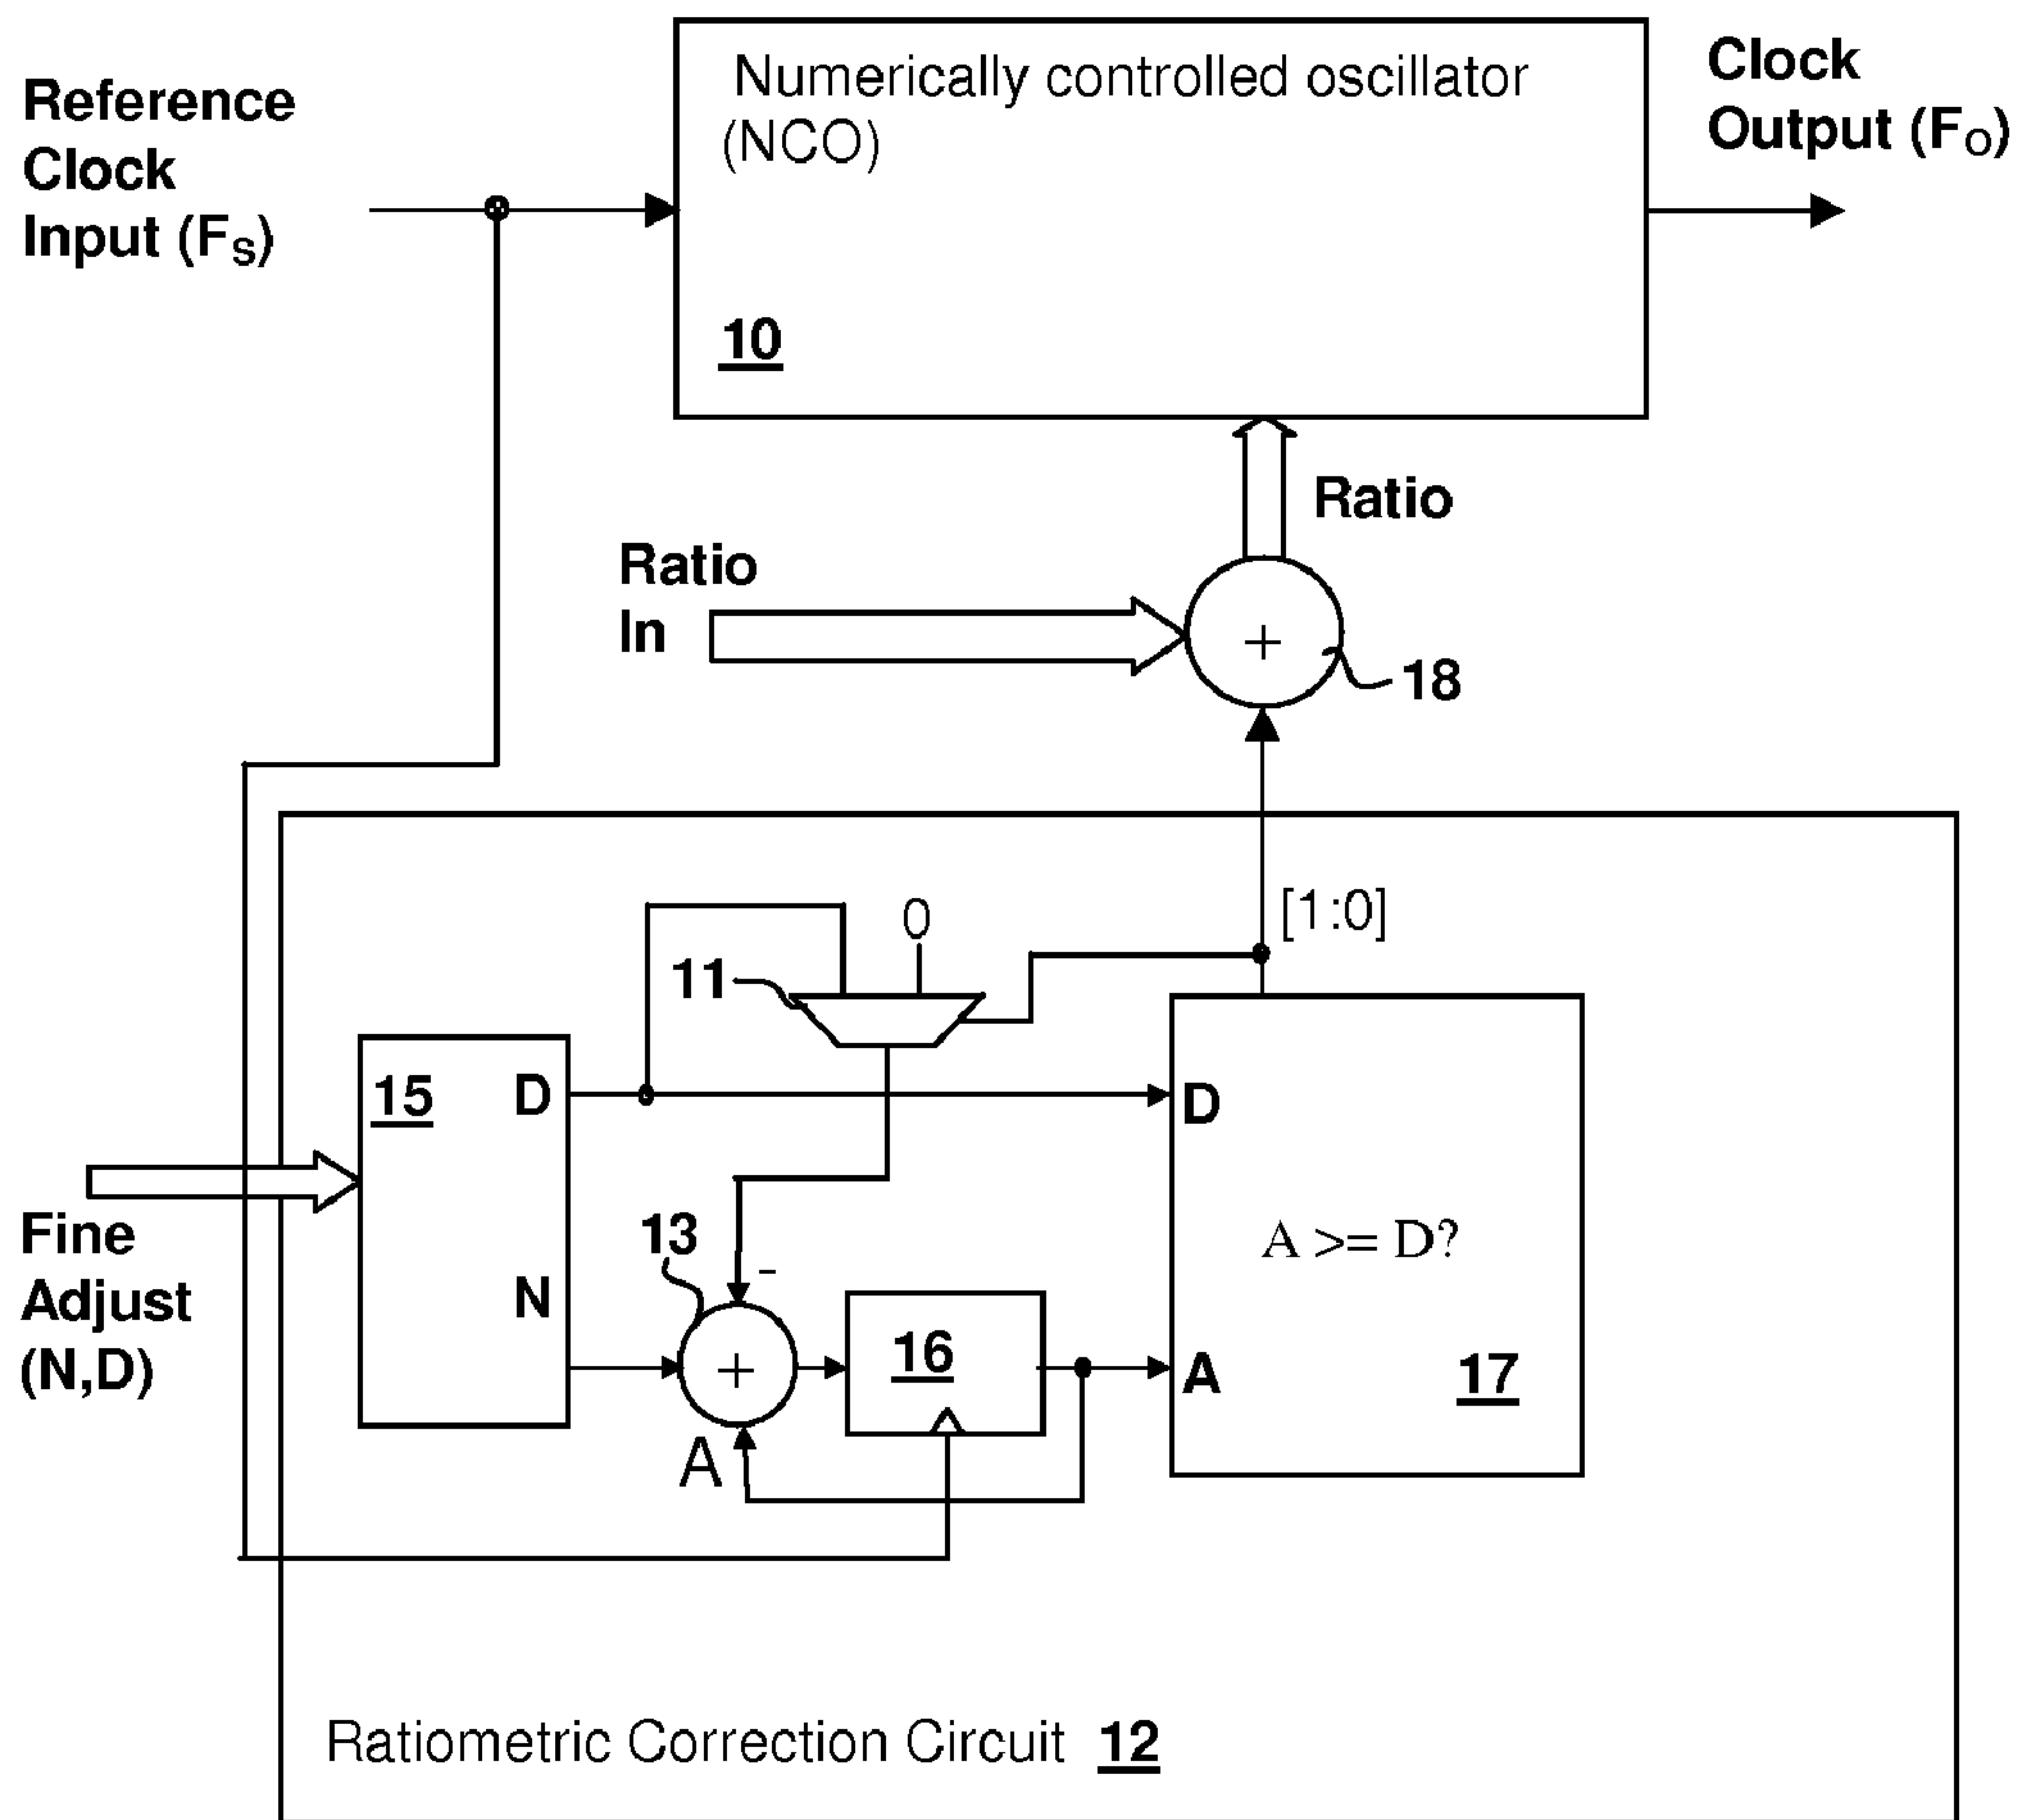 Reference
Clock
Input (FS)
Numerically controlled oscillator
(NCO)
10
Clock
Output (FO)
Ratio
Ratio
In
+
18
[1:0]
0
11
15
D
N
D
A >= D?
A
17
13
-
+
16
A
Fine
Adjust
(N,D)
Ratiometric Correction Circuit 12